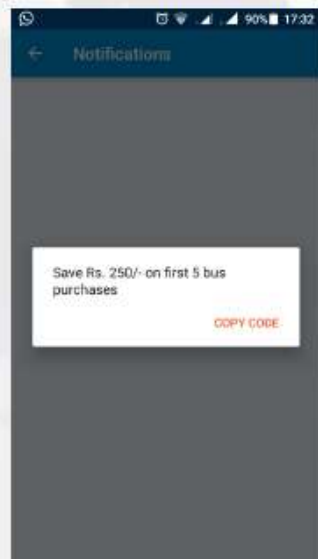 90% 17:32
Notifications
Save Rs. 250/- on first 5 bus
purchases
COPY CODE